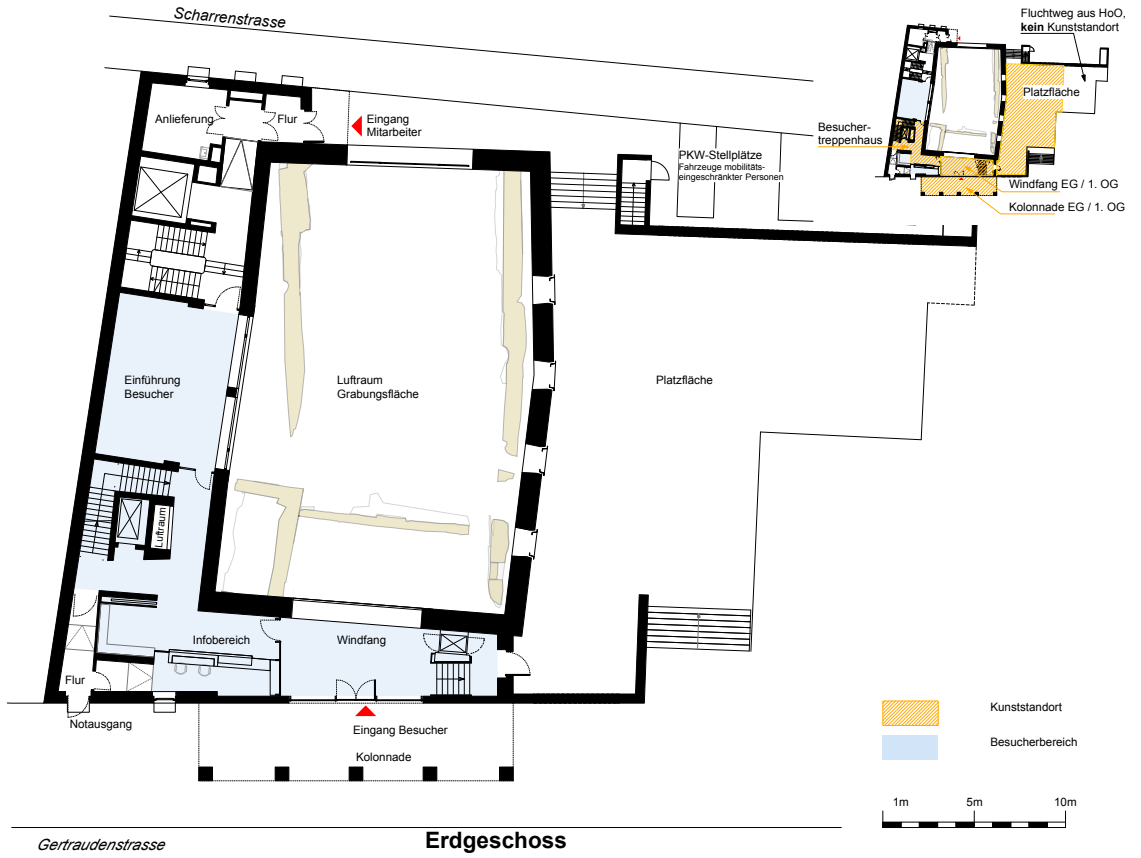 Scharrenstrasse
Fluchtweg aus HoO,
kein Kunststandort
Platzfläche
Besucher-
treppenhaus
Windfang EG / 1. OG
Kolonnade EG / 1. OG
Anlieferung
Flur
Eingang
Mitarbeiter
PKW-Stellplätze
Fahrzeuge mobilitäts-
eingeschränkter Personen
Einführung
Besucher
Luftraum
Grabungsfläche
Platzfläche
Luftraum
Infobereich
Windfang
Flur
Notausgang
Eingang Besucher
Kolonnade
Kunststandort
Besucherbereich
1m 5m 10m
Gertraudenstrasse
Erdgeschoss